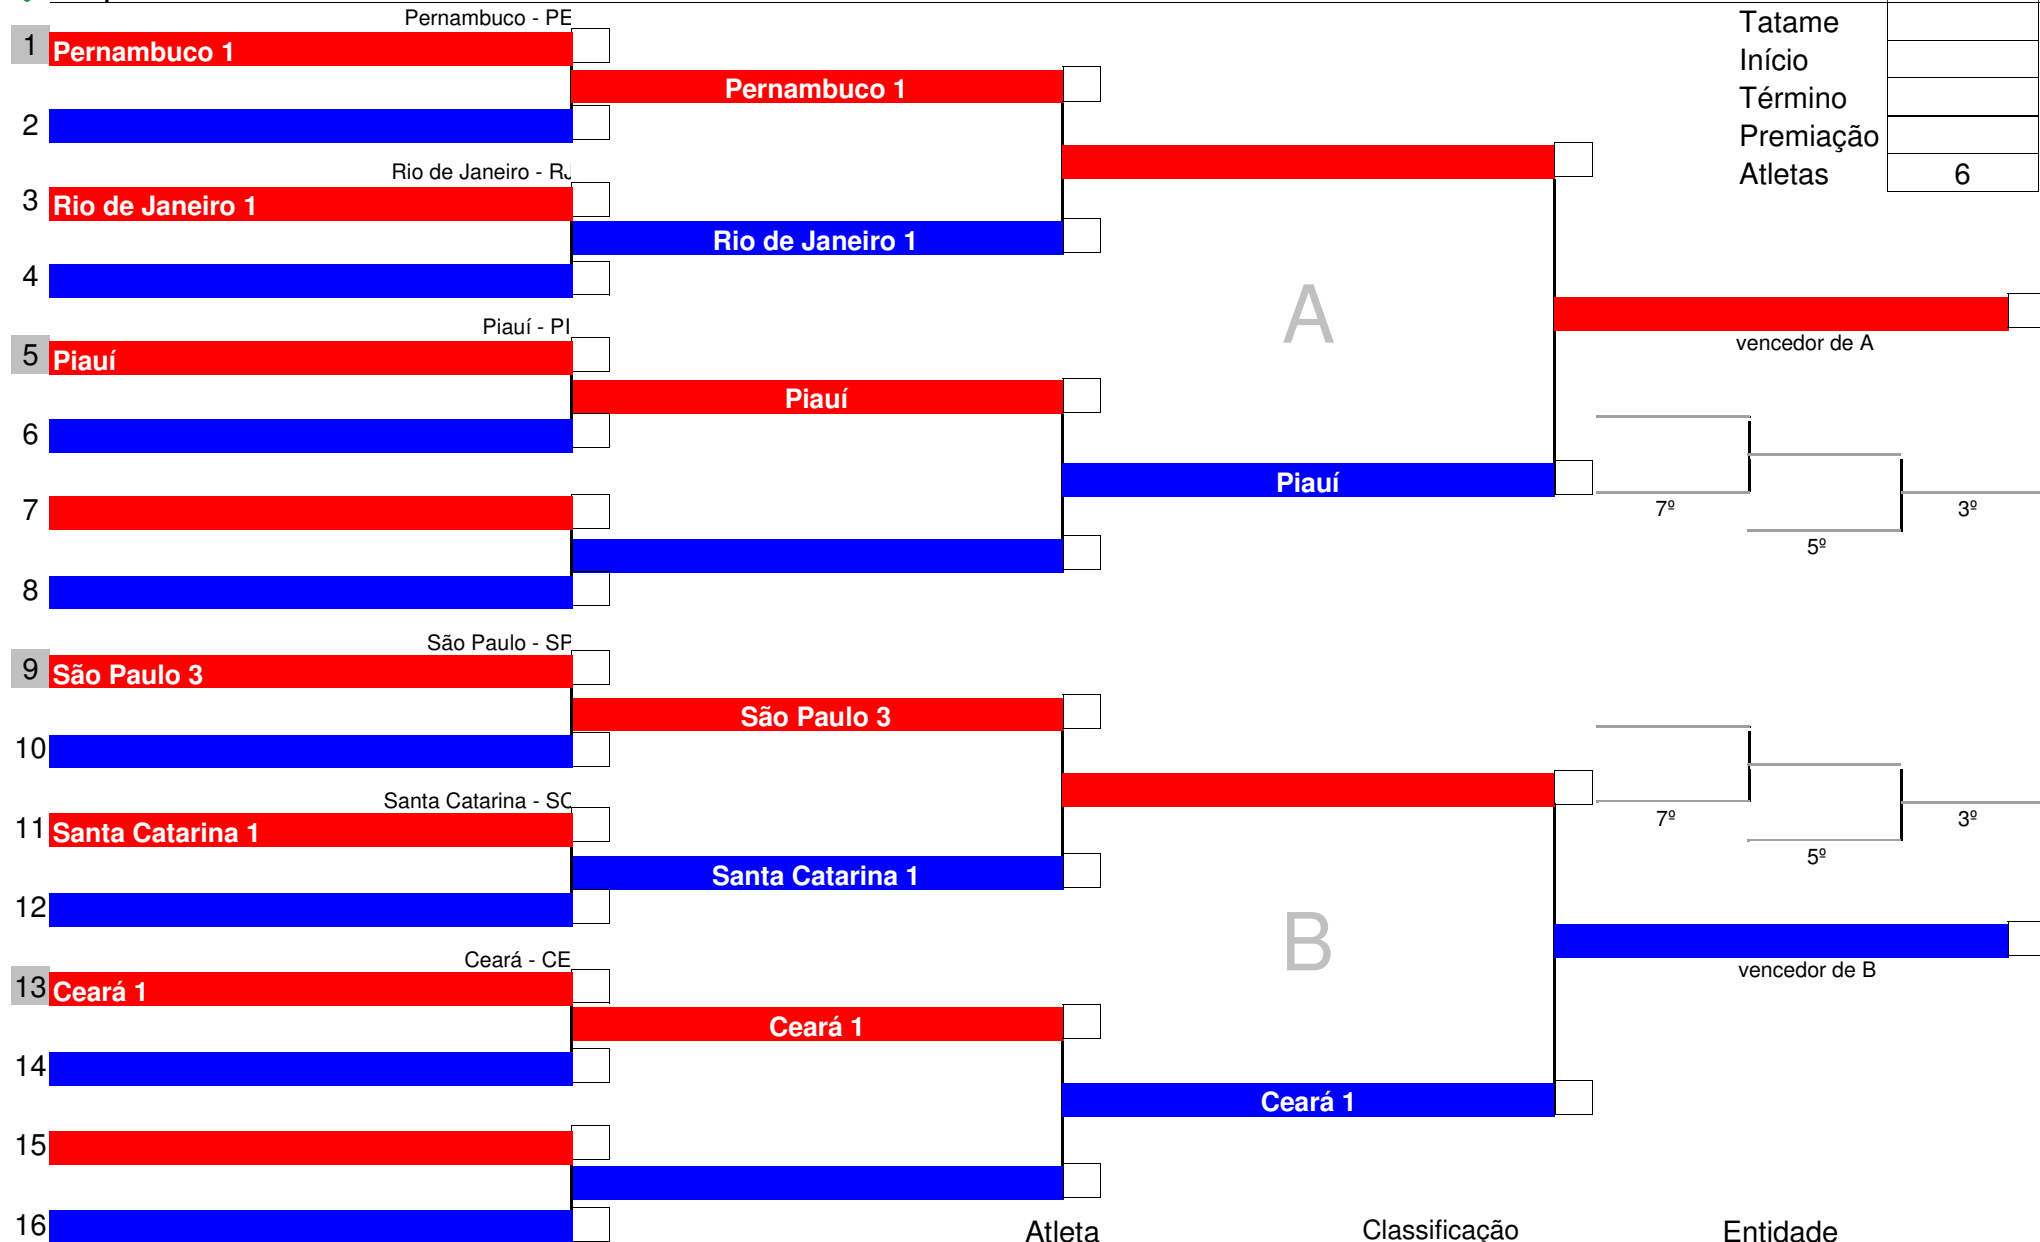 Pernambuco - PE
1 Pernambuco 1
Pernambuco 1
2
Rio de Janeiro - RJ
3 Rio de Janeiro 1
Rio de Janeiro 1
4
Piauí - PI
5 Piauí
Piauí
6
7
8
Piauí
A
São Paulo - SP
9 São Paulo 3
São Paulo 3
10
Santa Catarina - SC
11 Santa Catarina 1
Santa Catarina 1
12
Ceará - CE
13 Ceará 1
Ceará 1
14
15
16
Ceará 1
B
Tatame
Início
Término
Premiação
Atletas 6
vencedor de A
7º
5º
3º
7º
5º
3º
vencedor de B
Atleta Classificação Entidade